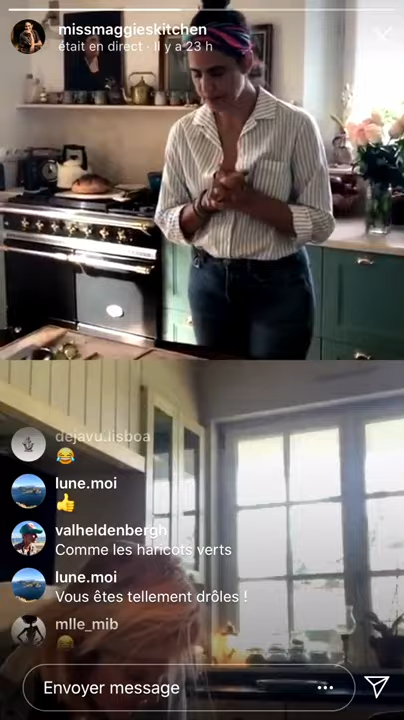 missmaggieskitchen
était en direct · Il y a 23 h
dejavu.lisboa
😂
lune.moi
👍
valheldenbergh
Comme les haricots verts
lune.moi
Vous êtes tellement drôles !
mlle_mib
😂
Envoyer message